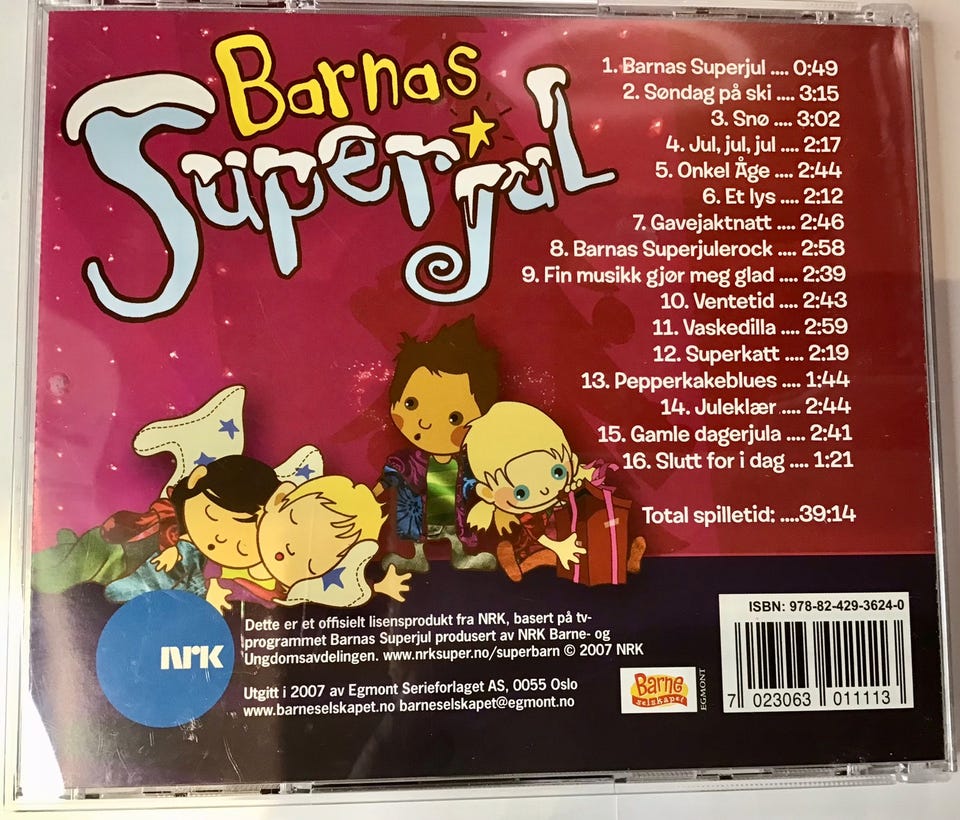 Barnas
Superjul
1. Barnas Superjul .... 0:49
2. Søndag på ski .... 3:15
3. Snø .... 3:02
4. Jul, jul, jul .... 2:17
5. Onkel Åge .... 2:44
6. Et lys .... 2:12
7. Gavejaktnatt .... 2:46
8. Barnas Superjulerock .... 2:58
9. Fin musikk gjør meg glad .... 2:39
10. Ventetid .... 2:43
11. Vaskedilla .... 2:59
12. Superkatt .... 2:19
13. Pepperkakeblues .... 1:44
14. Juleklær .... 2:44
15. Gamle dagerjula .... 2:41
16. Slutt for i dag .... 1:21
Total spilletid: ....39:14
NRK
Dette er et offisielt lisensprodukt fra NRK, basert på tv-
programmet Barnas Superjul produsert av NRK Barne- og
Ungdomsavdelingen. www.nrksuper.no/superbarn © 2007 NRK
Utgitt i 2007 av Egmont Serieforlaget AS, 0055 Oslo
www.barneselskapet.no barneselskapet@egmont.no
Barne
selskapet
EGMONT
ISBN: 978-82-429-3624-0
7 023063 011113